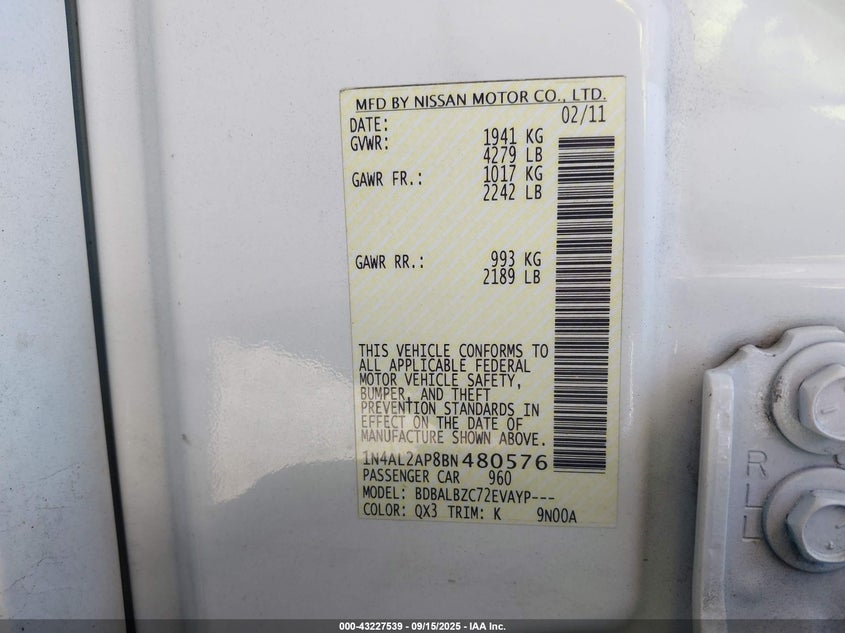 MFD BY NISSAN MOTOR CO., LTD.
DATE: 02/11
GVWR: 1941 KG
4279 LB
GAWR FR.: 1017 KG
2242 LB
GAWR RR.: 993 KG
2189 LB
THIS VEHICLE CONFORMS TO
ALL APPLICABLE FEDERAL
MOTOR VEHICLE SAFETY,
BUMPER, AND THEFT
PREVENTION STANDARDS IN
EFFECT ON THE DATE OF
MANUFACTURE SHOWN ABOVE.
1N4AL2AP8BN480576
PASSENGER CAR 960
MODEL: BDBALBZC72EVAYP---
COLOR: QX3 TRIM: K 9N00A
RLL
000-43227539 - 09/15/2025 - IAA Inc.